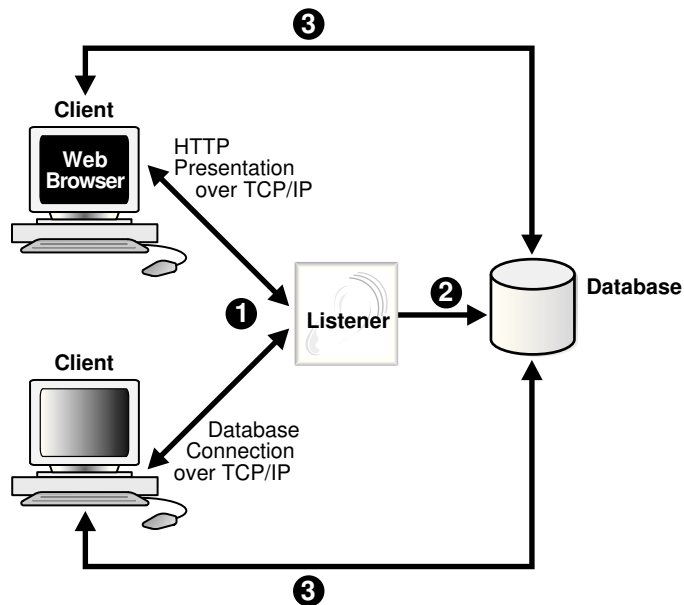 3
Client
Web
Browser
HTTP
Presentation
over TCP/IP
1
Listener
2
Database
Client
Database
Connection
over TCP/IP
3